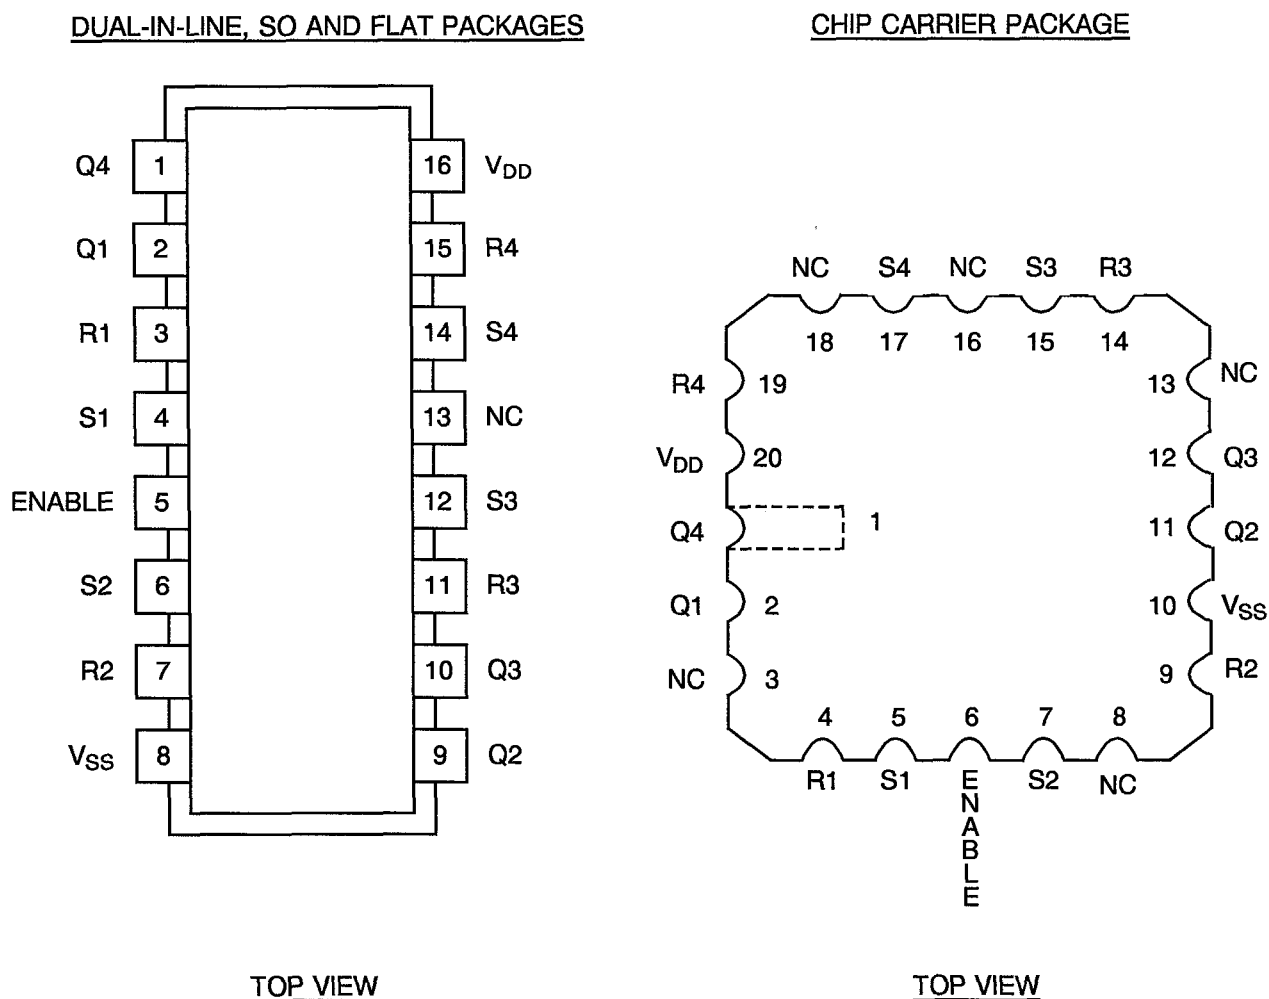 DUAL-IN-LINE, SO AND FLAT PACKAGES
Q4 1 16 VDD
Q1 2 15 R4
R1 3 14 S4
S1 4 13 NC
ENABLE 5 12 S3
S2 6 11 R3
R2 7 10 Q3
VSS 8 9 Q2
TOP VIEW
CHIP CARRIER PACKAGE
NC S4 NC S3 R3
18 17 16 15 14
R4 19 13 NC
VDD 20 12 Q3
Q4 1 11 Q2
Q1 2 10 VSS
NC 3 9 R2
4 5 6 7 8
R1 S1 ENABLE S2 NC
TOP VIEW